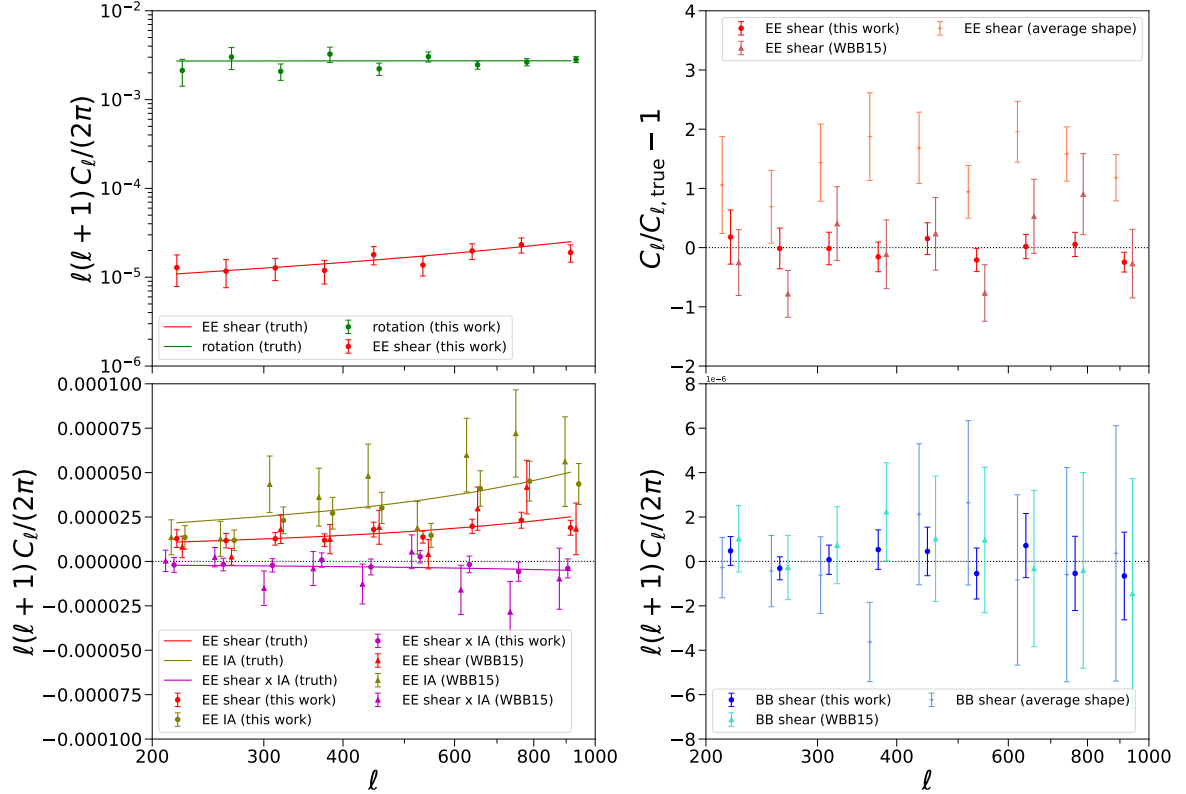 10⁻²
10⁻³
10⁻⁴
10⁻⁵
10⁻⁶
ℓ(ℓ + 1) C_ℓ/(2π)
EE shear (truth)
rotation (truth)
rotation (this work)
EE shear (this work)
EE shear (this work)
EE shear (WBB15)
EE shear (average shape)
4
3
2
1
0
−1
−2
C_ℓ/C_ℓ, true − 1
0.000100
0.000075
0.000050
0.000025
0.000000
−0.000025
−0.000050
−0.000075
−0.000100
ℓ(ℓ + 1) C_ℓ/(2π)
EE shear (truth)
EE IA (truth)
EE shear x IA (truth)
EE shear (this work)
EE IA (this work)
EE shear x IA (this work)
EE shear (WBB15)
EE IA (WBB15)
EE shear x IA (WBB15)
200 300 400 600 800 1000
ℓ
1e−6
8
6
4
2
0
−2
−4
−6
−8
ℓ(ℓ + 1) C_ℓ/(2π)
BB shear (this work)
BB shear (WBB15)
BB shear (average shape)
200 300 400 600 800 1000
ℓ